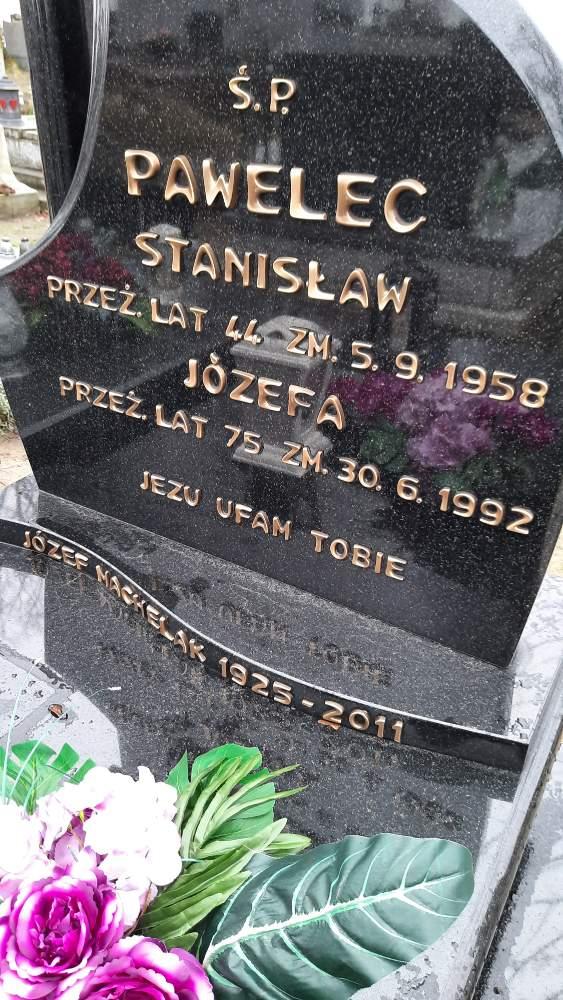 Ś.P.
PAWELEC
STANISŁAW
PRZEŻ. LAT 44 ZM. 5. 9. 1958
JÓZEFA
PRZEŻ. LAT 75 ZM. 30. 6. 1992
JEZU UFAM TOBIE
JÓZEF MACHELAK 1925-2011